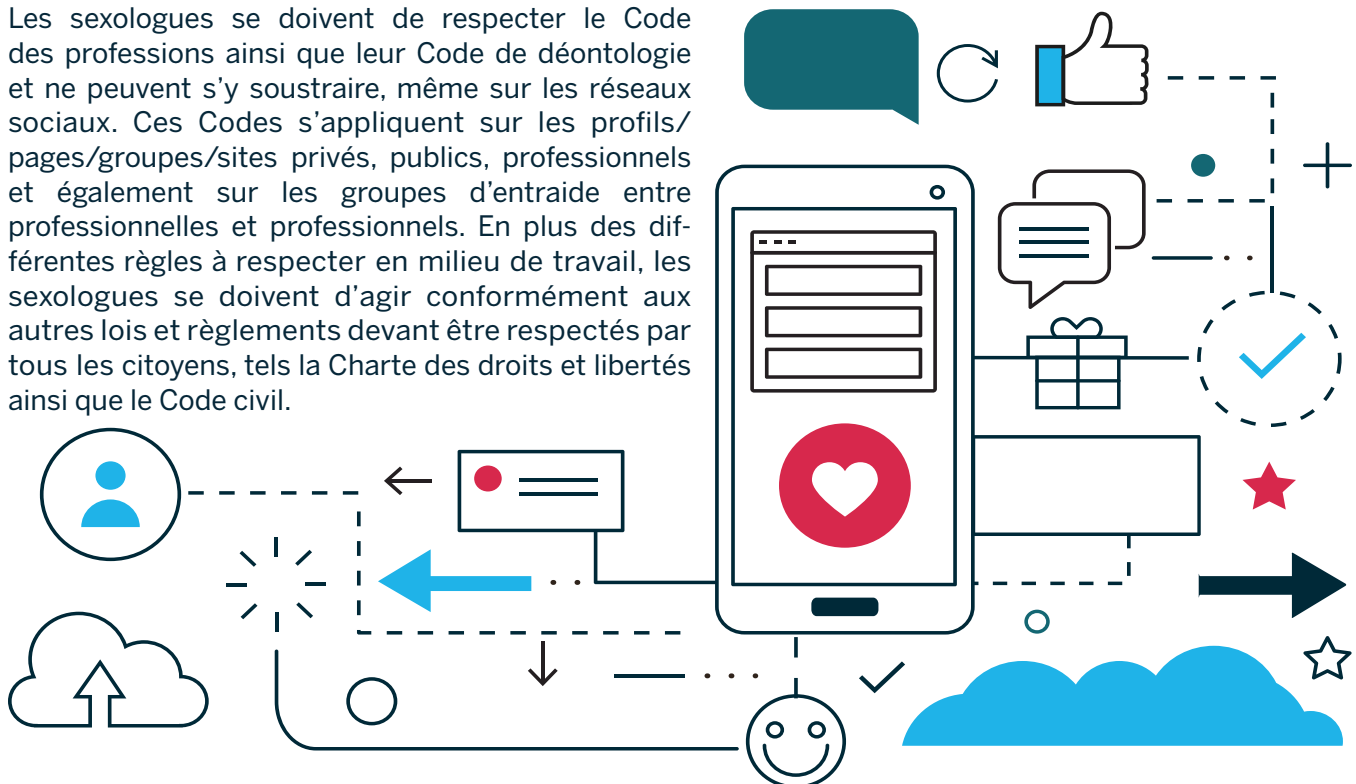 Les sexologues se doivent de respecter le Code
des professions ainsi que leur Code de déontologie
et ne peuvent s'y soustraire, même sur les réseaux
sociaux. Ces Codes s'appliquent sur les profils/
pages/groupes/sites privés, publics, professionnels
et également sur les groupes d'entraide entre
professionnelles et professionnels. En plus des dif-
férentes règles à respecter en milieu de travail, les
sexologues se doivent d'agir conformément aux
autres lois et règlements devant être respectés par
tous les citoyens, tels la Charte des droits et libertés
ainsi que le Code civil.